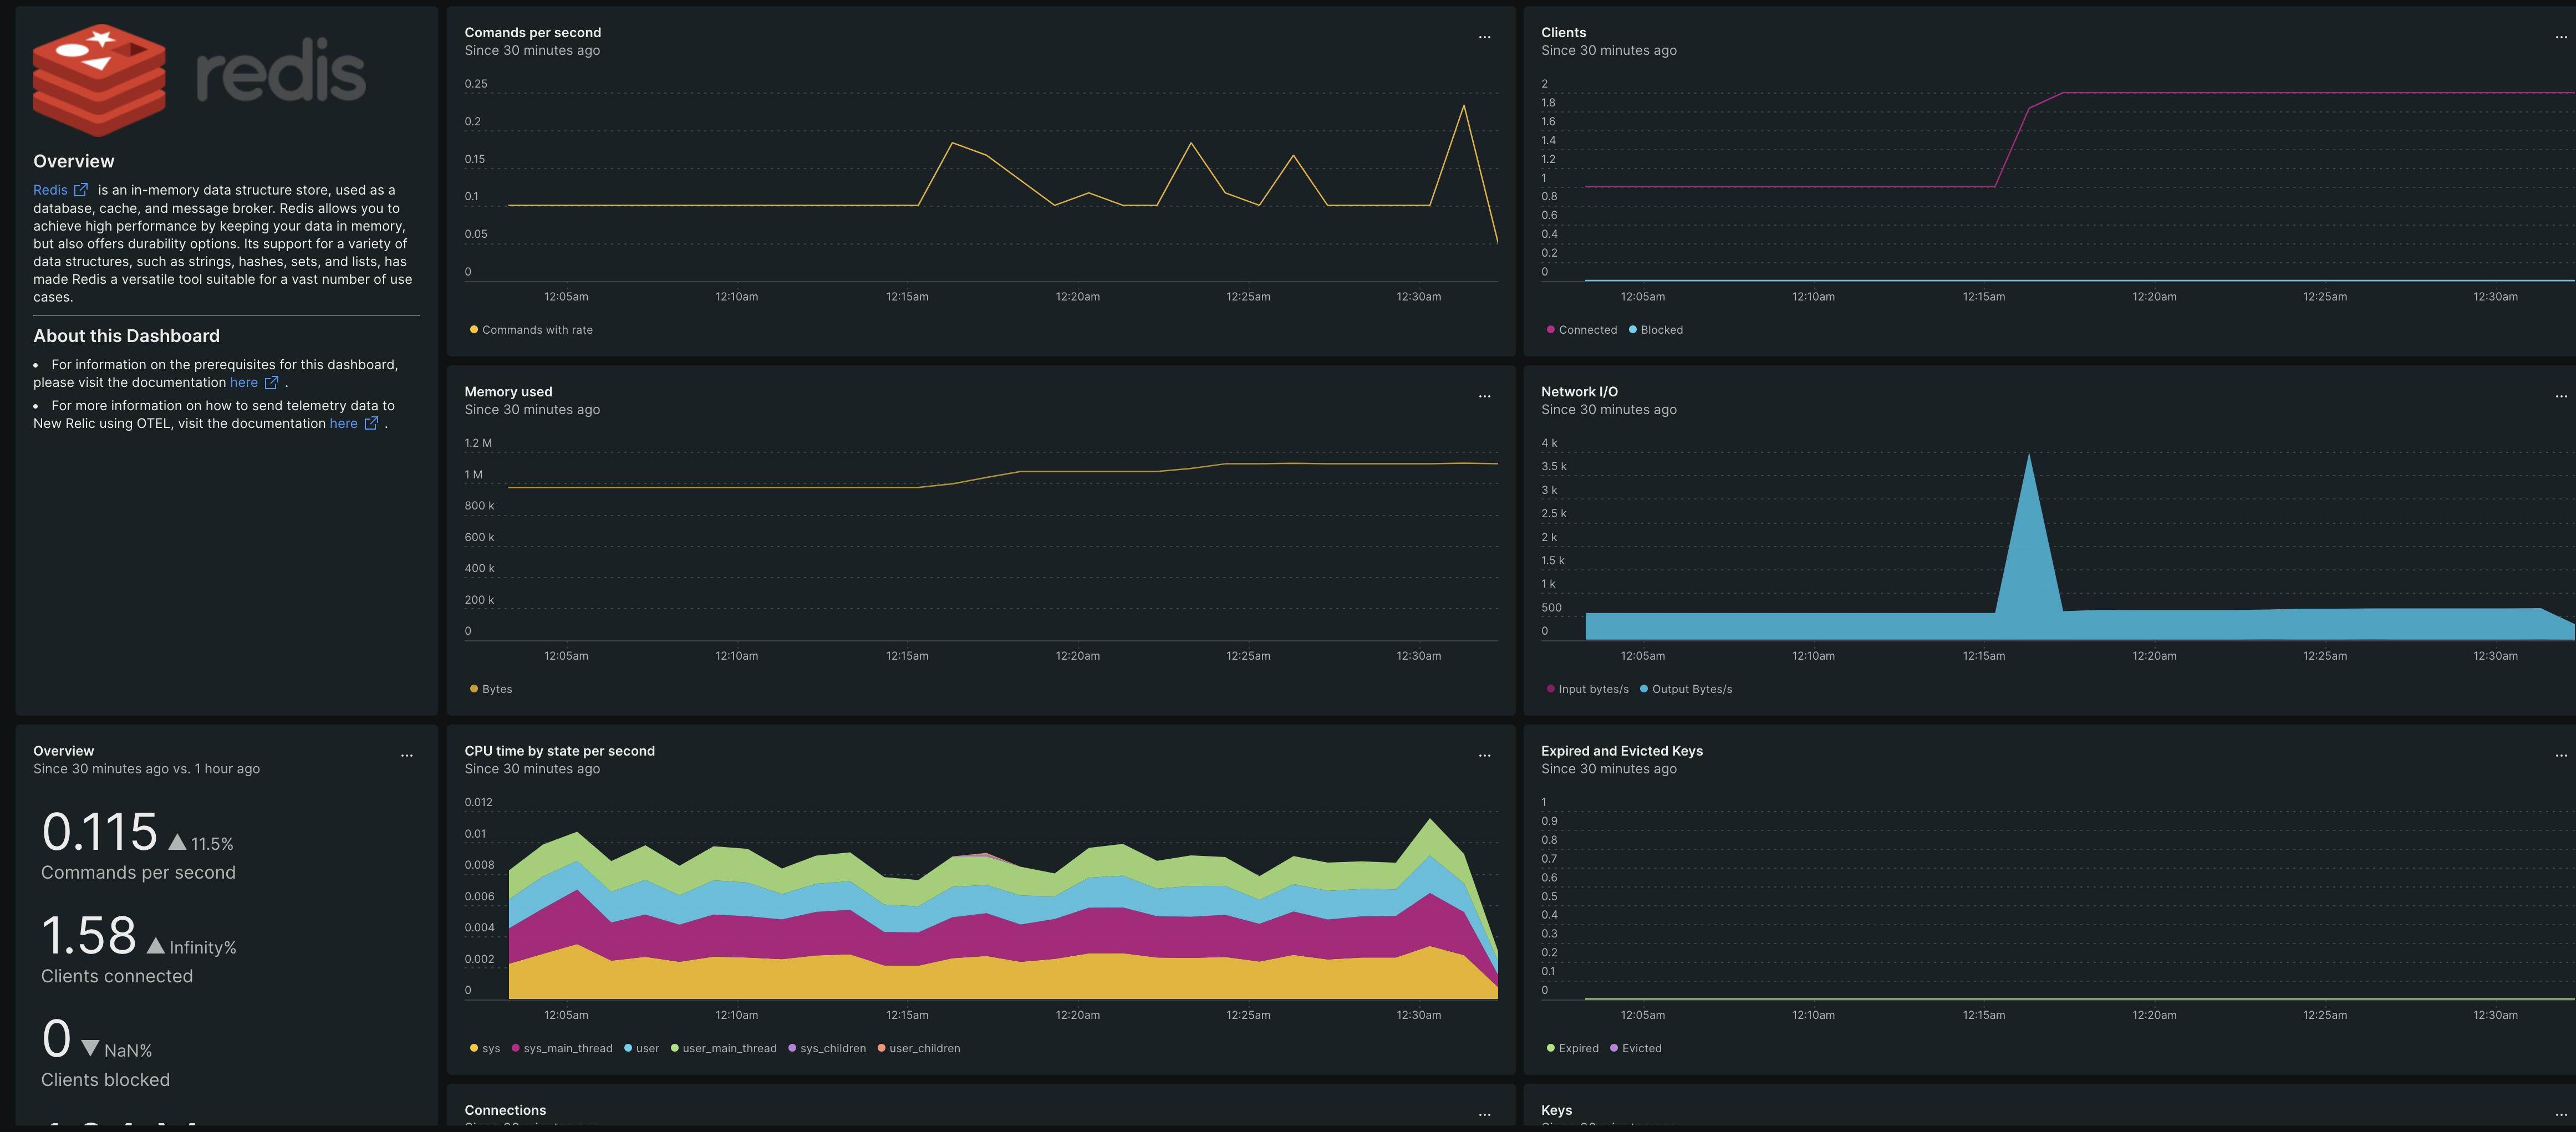 redis
Overview
Redis is an in-memory data structure store, used as a
database, cache, and message broker. Redis allows you to
achieve high performance by keeping your data in memory,
but also offers durability options. Its support for a variety of
data structures, such as strings, hashes, sets, and lists, has
made Redis a versatile tool suitable for a vast number of use
cases.
About this Dashboard
• For information on the prerequisites for this dashboard,
please visit the documentation here .
• For more information on how to send telemetry data to
New Relic using OTEL, visit the documentation here .
Comands per second
Since 30 minutes ago
...
0.25
0.2
0.15
0.1
0.05
0
12:05am 12:10am 12:15am 12:20am 12:25am 12:30am
Commands with rate
Clients
Since 30 minutes ago
...
2
1.8
1.6
1.4
1.2
1
0.8
0.6
0.4
0.2
0
12:05am 12:10am 12:15am 12:20am 12:25am 12:30am
Connected Blocked
Memory used
Since 30 minutes ago
...
1.2 M
1 M
800 k
600 k
400 k
200 k
0
12:05am 12:10am 12:15am 12:20am 12:25am 12:30am
Bytes
Network I/O
Since 30 minutes ago
...
4 k
3.5 k
3 k
2.5 k
2 k
1.5 k
1 k
500
0
12:05am 12:10am 12:15am 12:20am 12:25am 12:30am
Input bytes/s Output Bytes/s
Overview
Since 30 minutes ago vs. 1 hour ago
...
0.115 ▲ 11.5%
Commands per second
1.58 ▲ Infinity%
Clients connected
0 ▼ NaN%
Clients blocked
CPU time by state per second
Since 30 minutes ago
...
0.012
0.01
0.008
0.006
0.004
0.002
0
12:05am 12:10am 12:15am 12:20am 12:25am 12:30am
sys sys_main_thread user user_main_thread sys_children user_children
Expired and Evicted Keys
Since 30 minutes ago
...
1
0.9
0.8
0.7
0.6
0.5
0.4
0.3
0.2
0.1
0
12:05am 12:10am 12:15am 12:20am 12:25am 12:30am
Expired Evicted
Connections
...
Keys
...